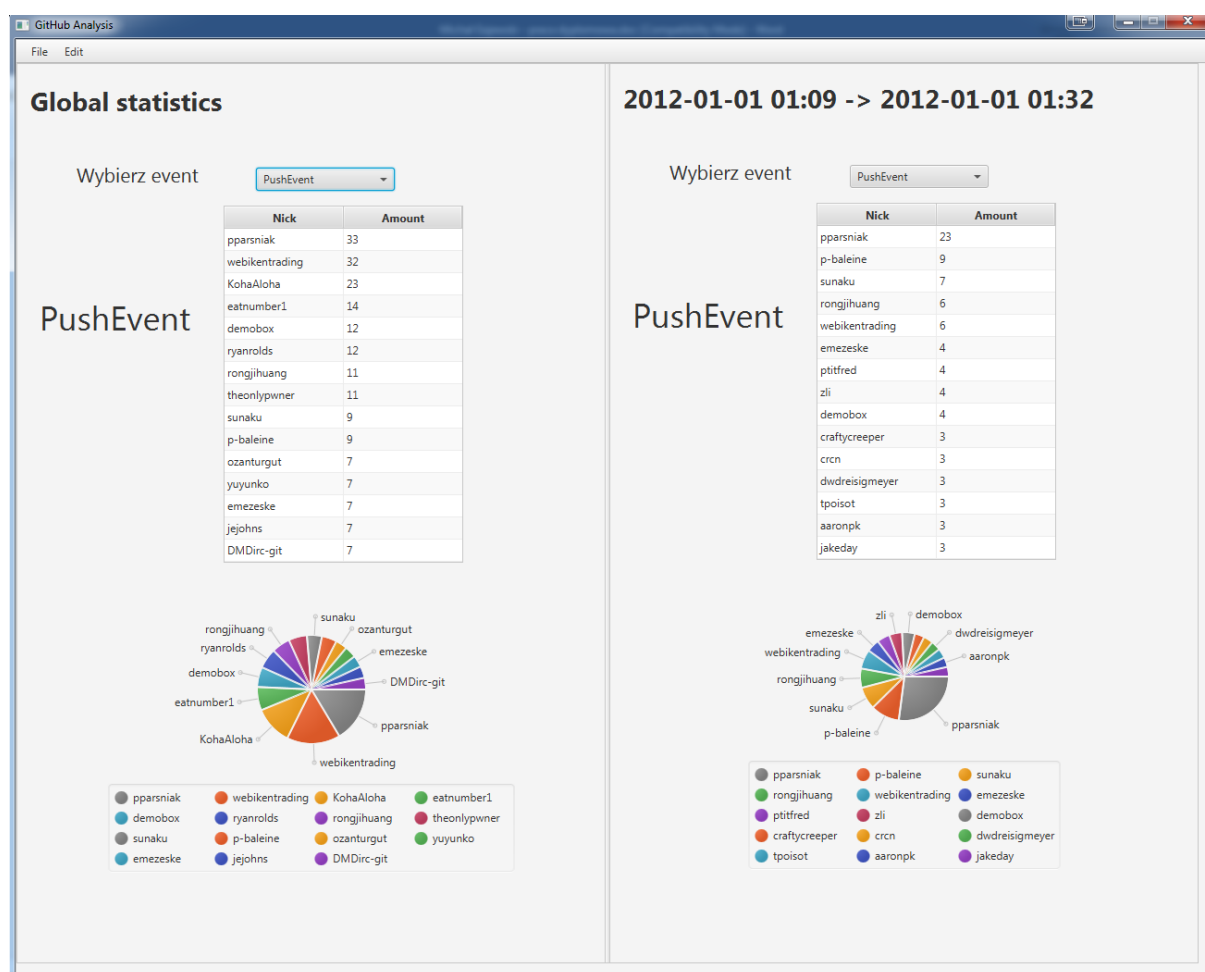 GitHub Analysis
File Edit
Global statistics
Wybierz event PushEvent
Nick Amount
pparsniak 33
webikentrading 32
KohaAloha 23
eatnumber1 14
demobox 12
ryanrolds 12
rongjihuang 11
theonlypwner 11
sunaku 9
p-baleine 9
ozanturgut 7
yuyunko 7
emezeske 7
jejohns 7
DMDirc-git 7
PushEvent
sunaku
rongjihuang ozanturgut
ryanrolds emezeske
demobox DMDirc-git
eatnumber1 pparsniak
KohaAloha
webikentrading
pparsniak webikentrading KohaAloha eatnumber1
demobox ryanrolds rongjihuang theonlypwner
sunaku p-baleine ozanturgut yuyunko
emezeske jejohns DMDirc-git
2012-01-01 01:09 -> 2012-01-01 01:32
Wybierz event PushEvent
Nick Amount
pparsniak 23
p-baleine 9
sunaku 7
rongjihuang 6
webikentrading 6
emezeske 4
ptitfred 4
zli 4
demobox 4
craftycreeper 3
crcn 3
dwdreisigmeyer 3
tpoisot 3
aaronpk 3
jakeday 3
PushEvent
zli demobox
emezeske dwdreisigmeyer
webikentrading aaronpk
rongjihuang
sunaku pparsniak
p-baleine
pparsniak p-baleine sunaku
rongjihuang webikentrading emezeske
ptitfred zli demobox
craftycreeper crcn dwdreisigmeyer
tpoisot aaronpk jakeday